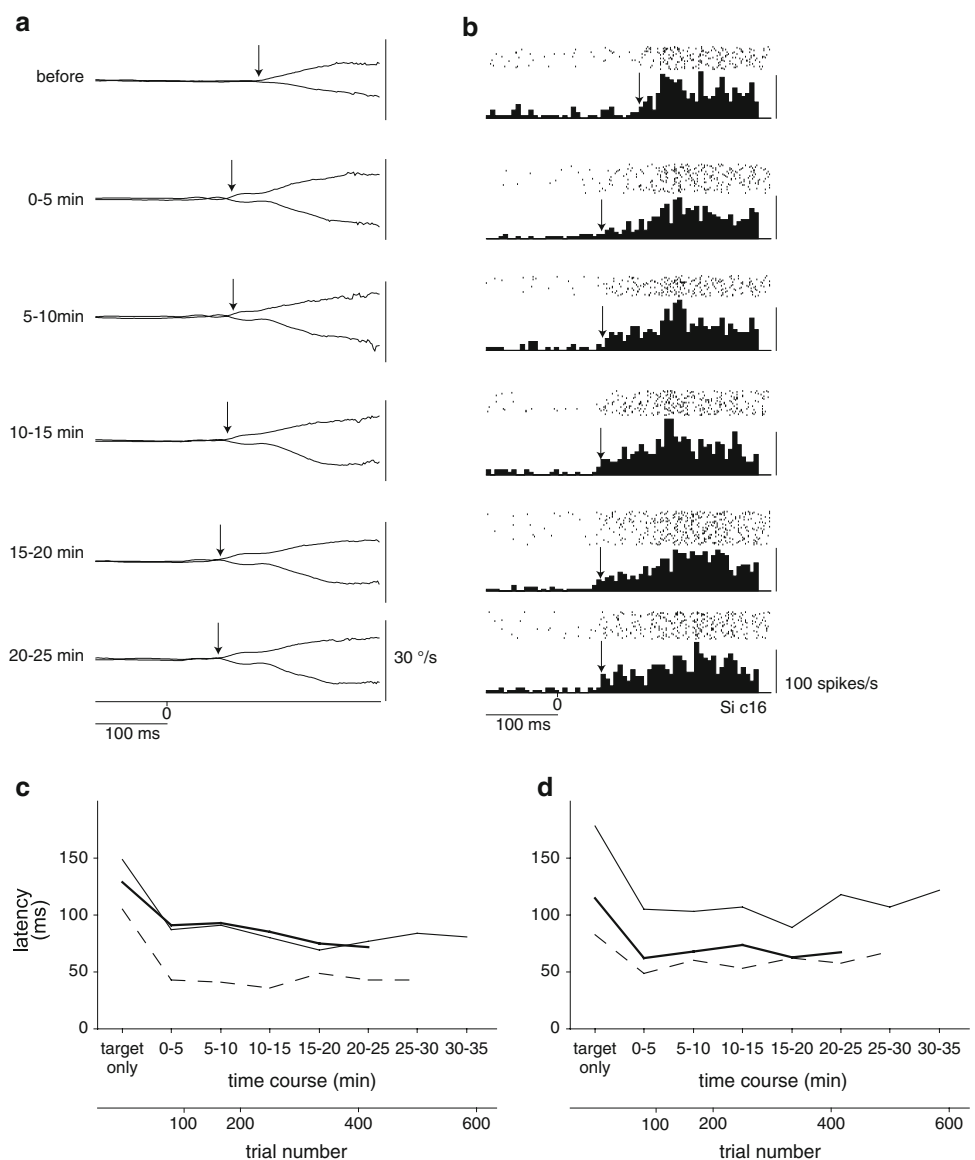 a
b
before
0-5 min
5-10min
10-15 min
15-20 min
20-25 min
30 °/s
100 spikes/s
0
100 ms
0
100 ms
Si c16
c
d
150
100
50
0
latency
(ms)
target
only
0-5
5-10
10-15
15-20
20-25
25-30
30-35
time course (min)
100
200
400
600
trial number
150
100
50
0
target
only
0-5
5-10
10-15
15-20
20-25
25-30
30-35
time course (min)
100
200
400
600
trial number